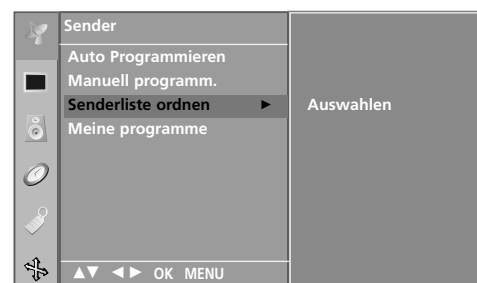 Sender
Auto Programmieren
Manuell programm.
Senderliste ordnen ►
Auswahlen
Meine programme
▲▼ ◄► OK MENU